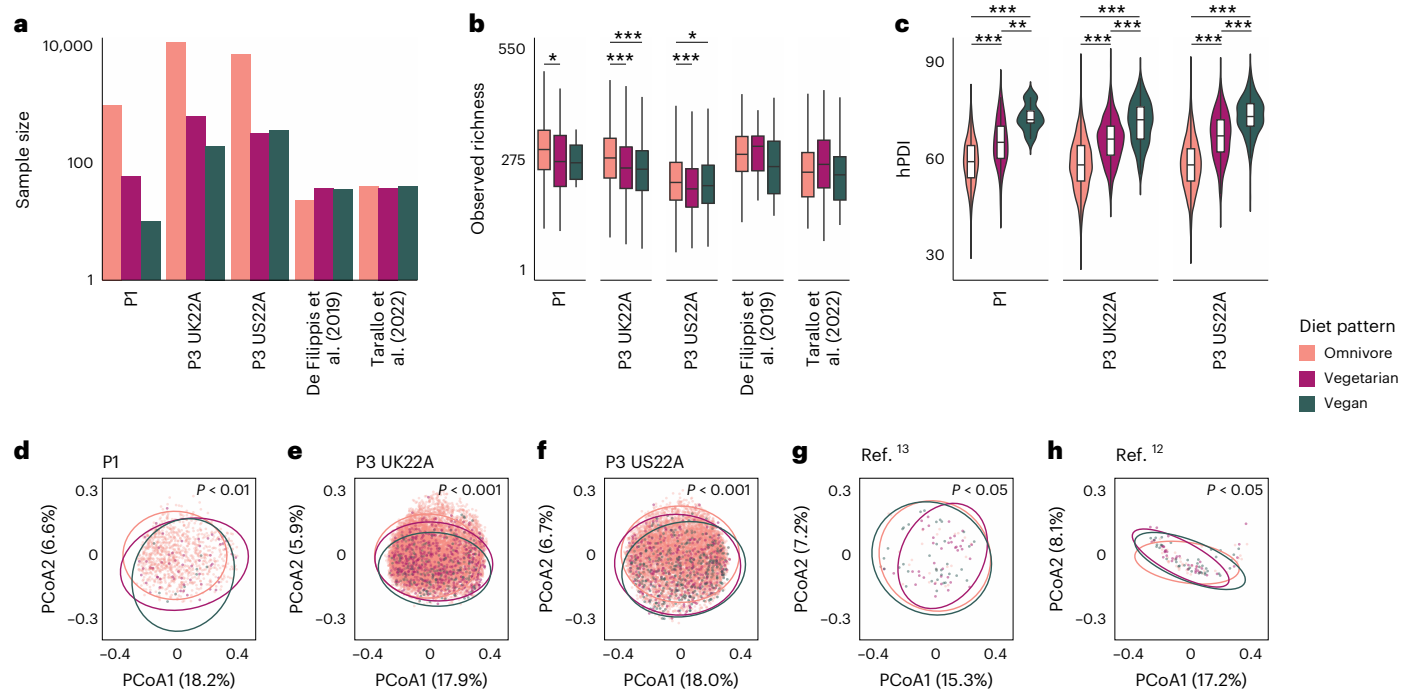 a
Sample size
10,000
100
1
P1
P3 UK22A
P3 US22A
De Filippis et
al. (2019)
Tarallo et
al. (2022)
b
Observed richness
550
275
1
*
***
***
*
***
P1
P3 UK22A
P3 US22A
De Filippis et
al. (2019)
Tarallo et
al. (2022)
c
hPDI
90
60
30
***
**
***
***
***
***
***
***
***
P1
P3 UK22A
P3 US22A
Diet pattern
Omnivore
Vegetarian
Vegan
d
P1
P < 0.01
PCoA2 (6.6%)
0.3
0
–0.3
–0.4 0 0.4
PCoA1 (18.2%)
e
P3 UK22A
P < 0.001
PCoA2 (5.9%)
0.3
0
–0.3
–0.4 0 0.4
PCoA1 (17.9%)
f
P3 US22A
P < 0.001
PCoA2 (6.7%)
0.3
0
–0.3
–0.4 0 0.4
PCoA1 (18.0%)
g
Ref. 13
P < 0.05
PCoA2 (7.2%)
0.3
0
–0.3
–0.4 0 0.4
PCoA1 (15.3%)
h
Ref. 12
P < 0.05
PCoA2 (8.1%)
0.3
0
–0.3
–0.4 0 0.4
PCoA1 (17.2%)